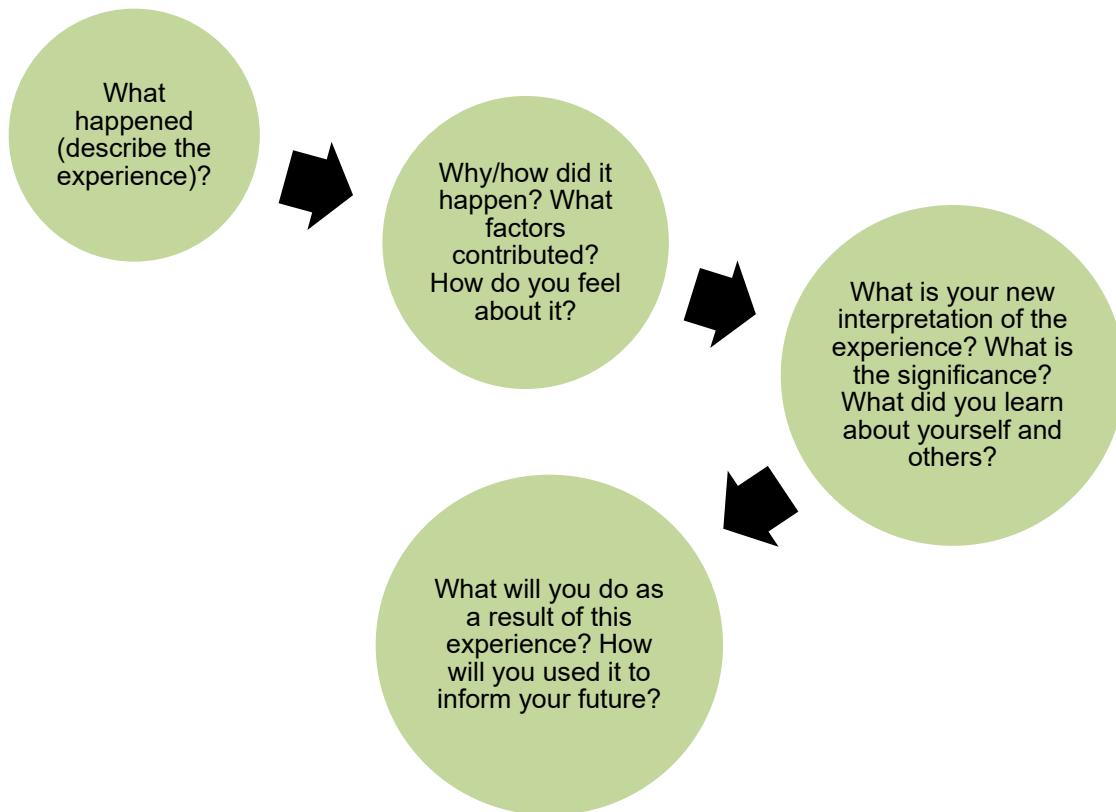 What
happened
(describe the
experience)?
Why/how did it
happen? What
factors
contributed?
How do you feel
about it?
What is your new
interpretation of the
experience? What is
the significance?
What did you learn
about yourself and
others?
What will you do as
a result of this
experience? How
will you used it to
inform your future?